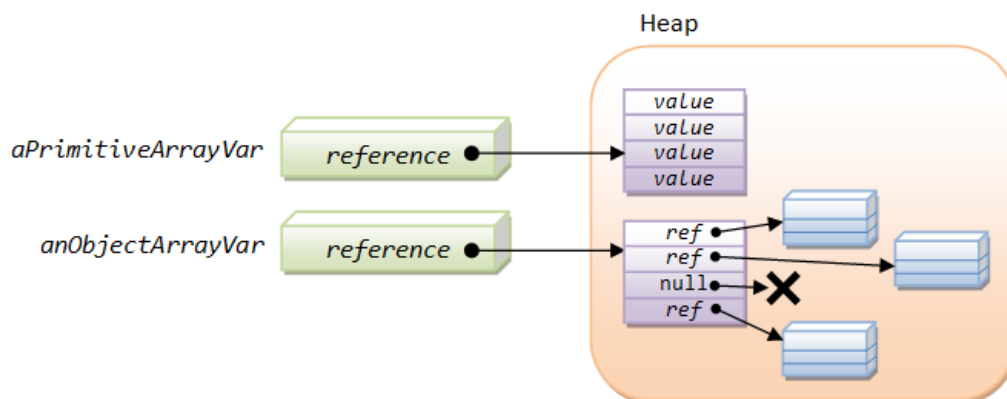 Heap
aPrimitiveArrayVar
reference
value
value
value
value
anObjectArrayVar
reference
ref
ref
null
ref